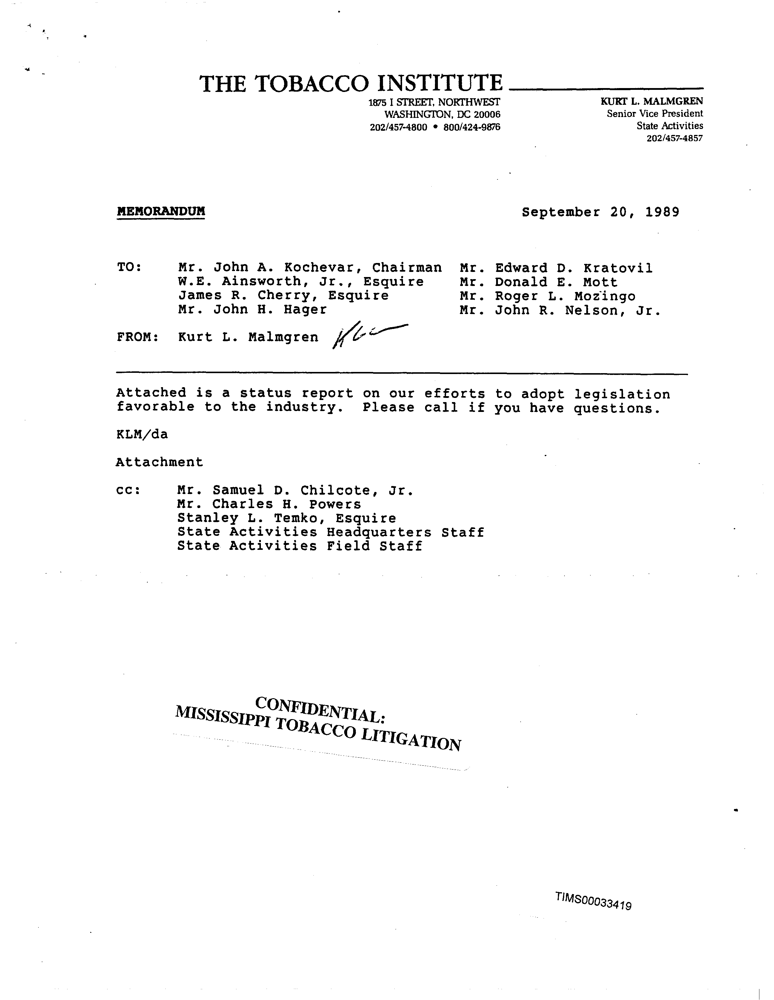 THE TOBACCO INSTITUTE
1875 I STREET, NORTHWEST
WASHINGTON, DC 20006
202/457-4800 • 800/424-9876
KURT L. MALMGREN
Senior Vice President
State Activities
202/457-4857
MEMORANDUM September 20, 1989
TO: Mr. John A. Kochevar, Chairman Mr. Edward D. Kratovil
W.E. Ainsworth, Jr., Esquire Mr. Donald E. Mott
James R. Cherry, Esquire Mr. Roger L. Mozingo
Mr. John H. Hager Mr. John R. Nelson, Jr.
FROM: Kurt L. Malmgren
Attached is a status report on our efforts to adopt legislation
favorable to the industry. Please call if you have questions.
KLM/da
Attachment
cc: Mr. Samuel D. Chilcote, Jr.
Mr. Charles H. Powers
Stanley L. Temko, Esquire
State Activities Headquarters Staff
State Activities Field Staff
CONFIDENTIAL:
MISSISSIPPI TOBACCO LITIGATION
TIMS00033419